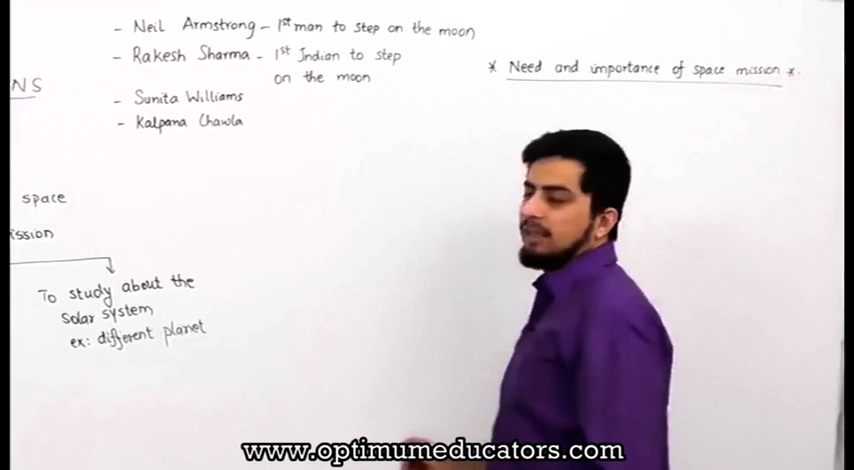 - Neil Armstrong - 1st man to step on the moon
- Rakesh Sharma - 1st Indian to step
on the moon
- Sunita Williams
- Kalpana Chawla
* Need and importance of space mission *.
NS
space
ission
To study about the
Solar system
ex: different planet
www.optimumeducators.com